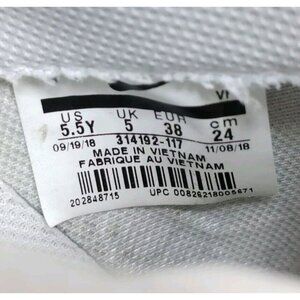 US UK EUR cm
5.5Y 5 38 24
09/19/18 314192-117 11/08/18
MADE IN VIETNAM
FABRIQUE AU VIETNAM
202848715 UPC 00826218005671